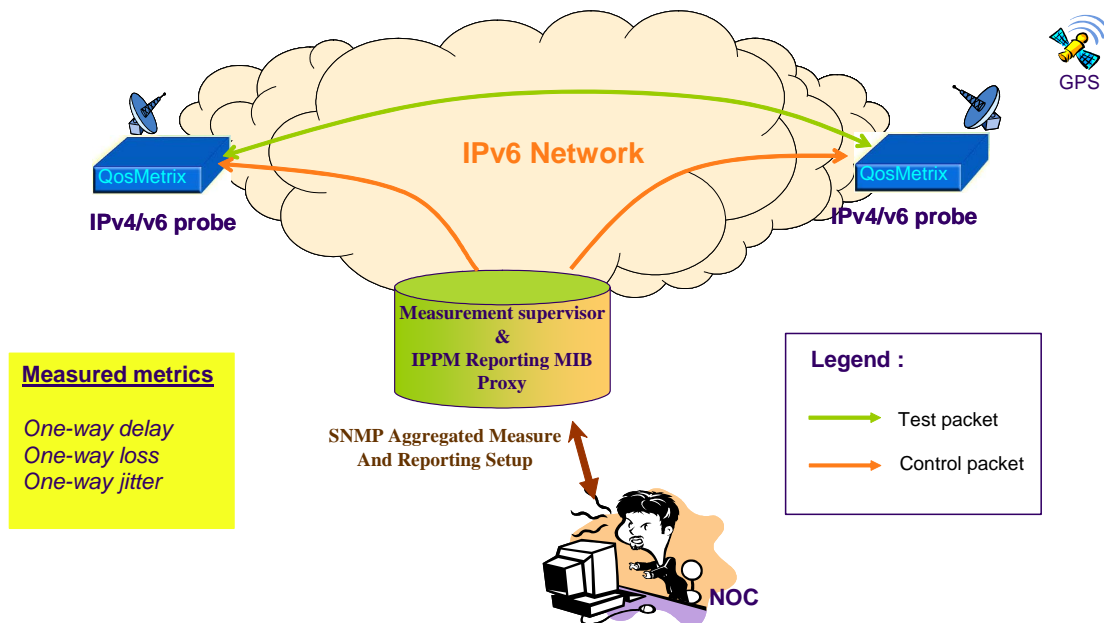 GPS
IPv6 Network
QosMetrix
IPv4/v6 probe
QosMetrix
IPv4/v6 probe
Measurement supervisor
&
IPPM Reporting MIB
Proxy
Measured metrics
One-way delay
One-way loss
One-way jitter
SNMP Aggregated Measure
And Reporting Setup
Legend :
Test packet
Control packet
NOC